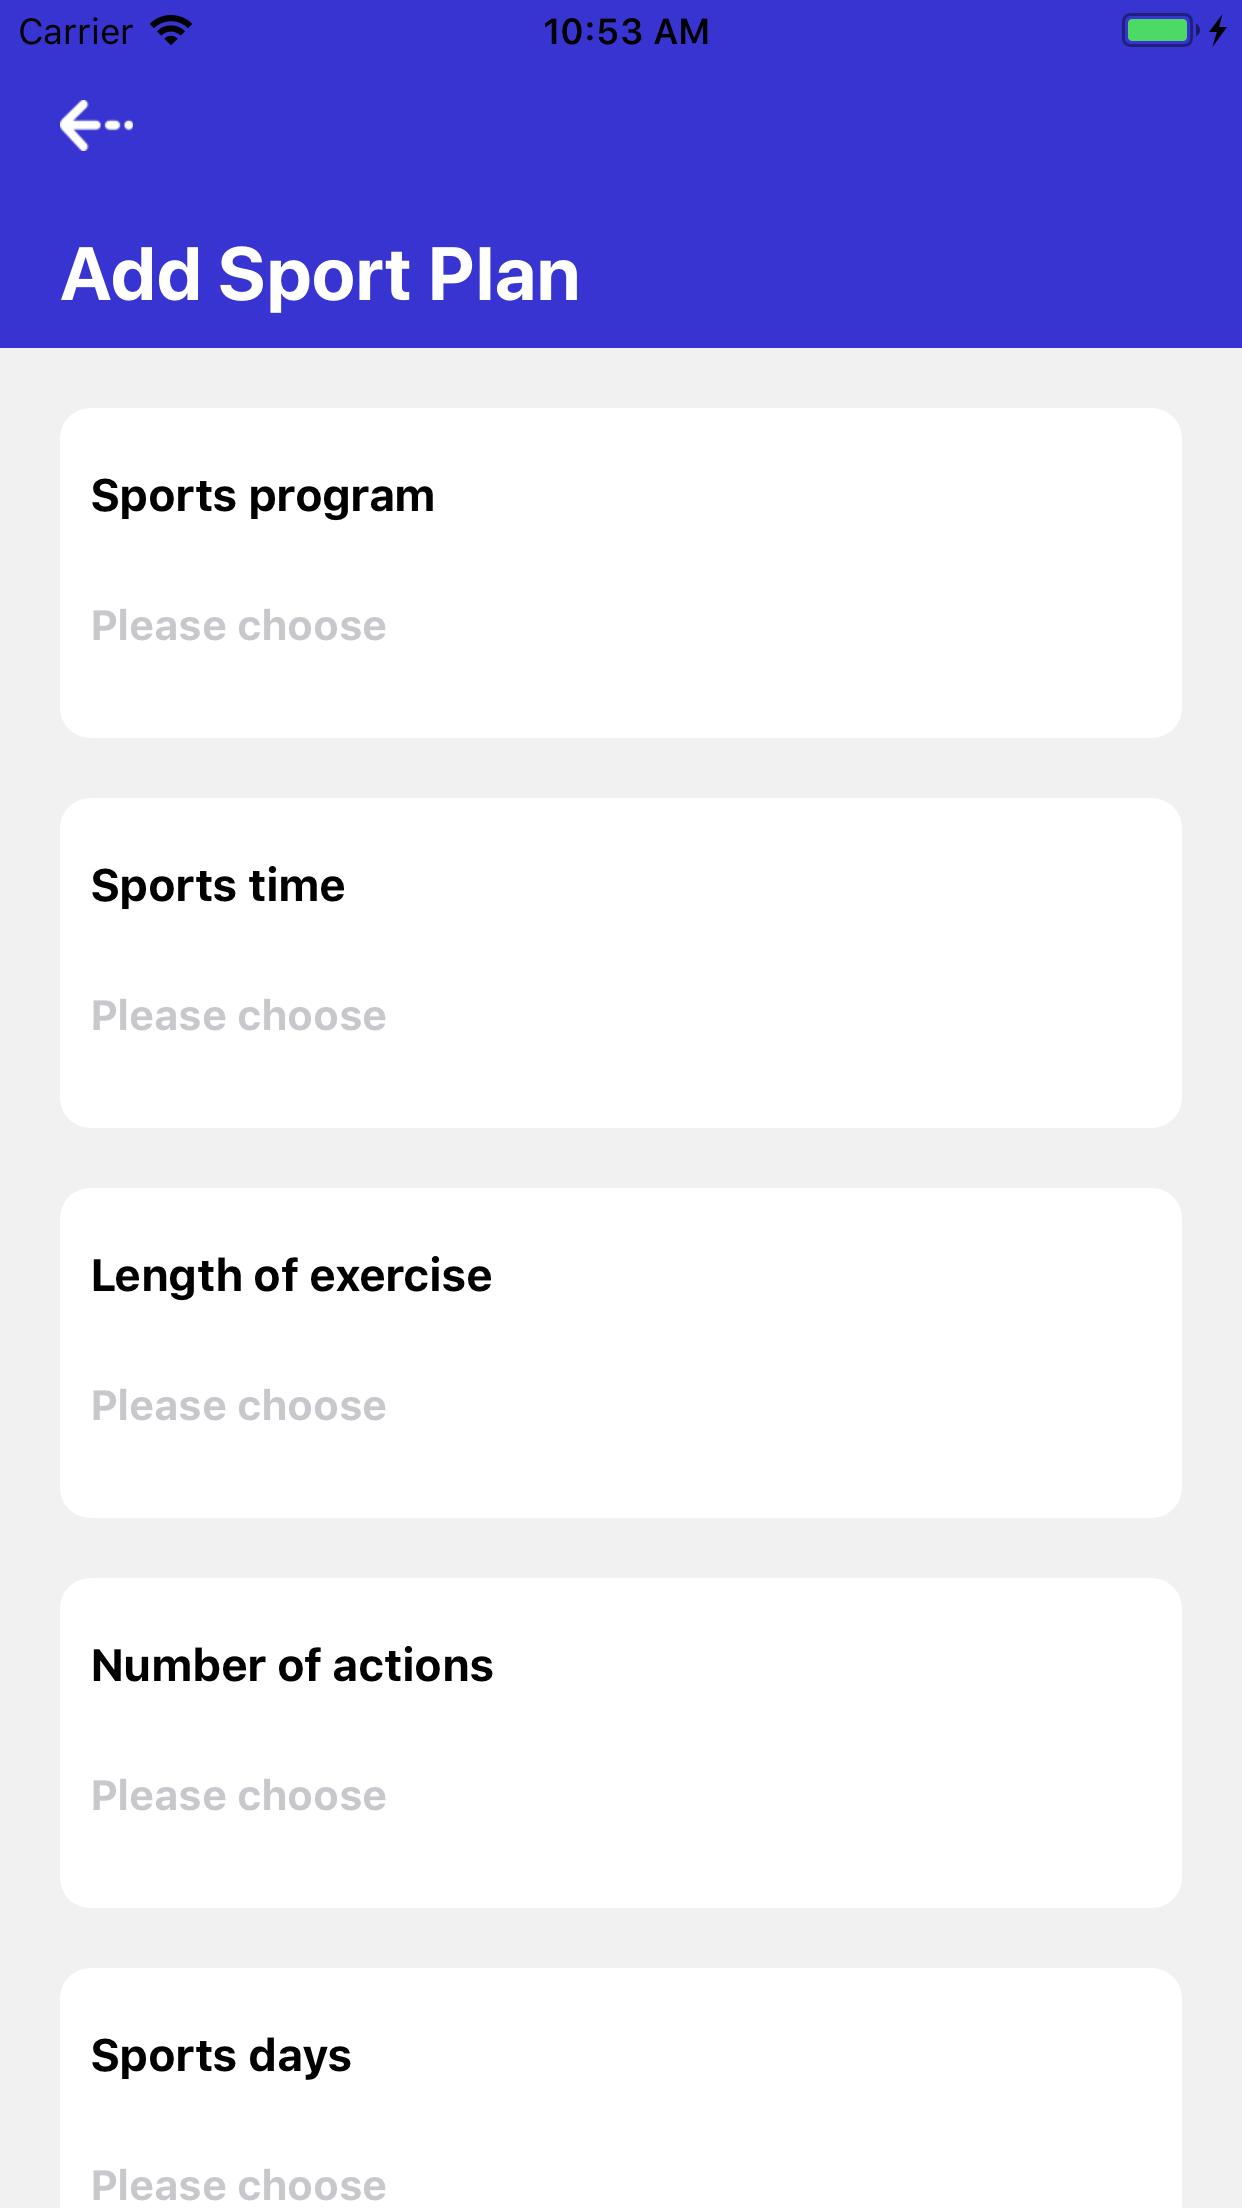 Carrier 10:53 AM
Add Sport Plan
Sports program
Please choose
Sports time
Please choose
Length of exercise
Please choose
Number of actions
Please choose
Sports days
Please choose